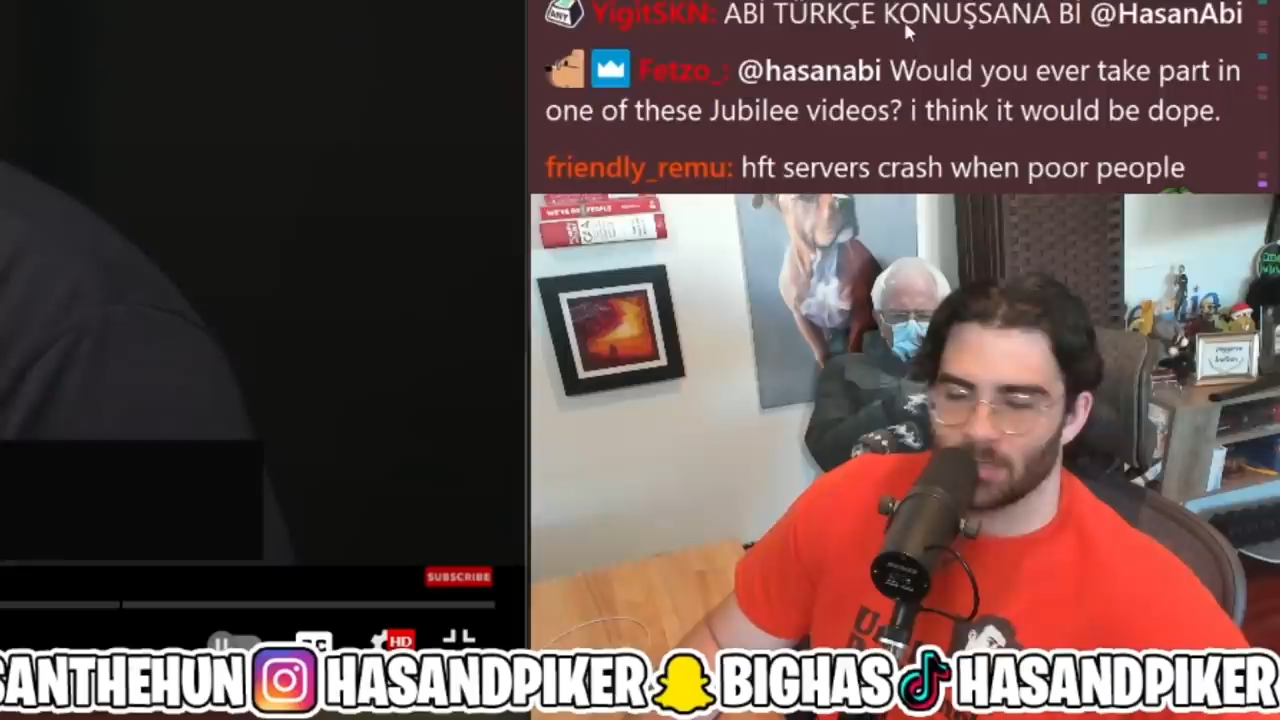 YigitSKN: ABİ TÜRKÇE KONUŞSANA Bİ @HasanAbi
Fetzo_: @hasanabi Would you ever take part in
one of these Jubilee videos? i think it would be dope.
friendly_remu: hft servers crash when poor people
SUBSCRIBE
HD
SANTHEHUN HASANDPIKER BIGHAS HASANDPIKER